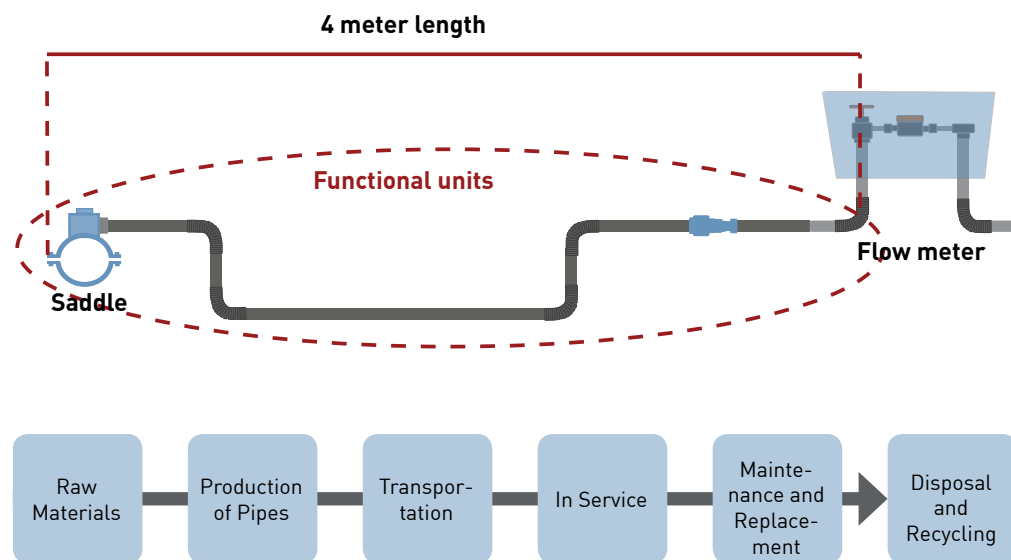 4 meter length
Functional units
Flow meter
Saddle
Raw
Materials
Production
of Pipes
Transpor-
tation
In Service
Mainte-
nance and
Replace-
ment
Disposal
and
Recycling